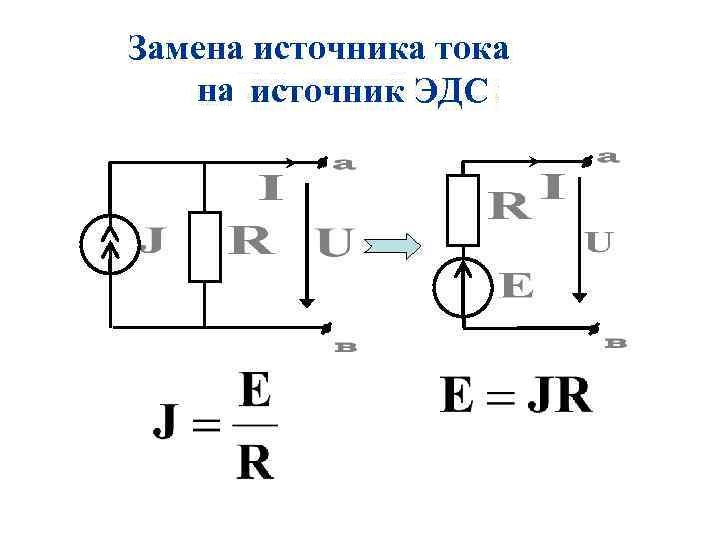 Замена источника тока
на источник ЭДС
a
I
J R U
в
a
R I
U
E
в
J = E / R
E = JR